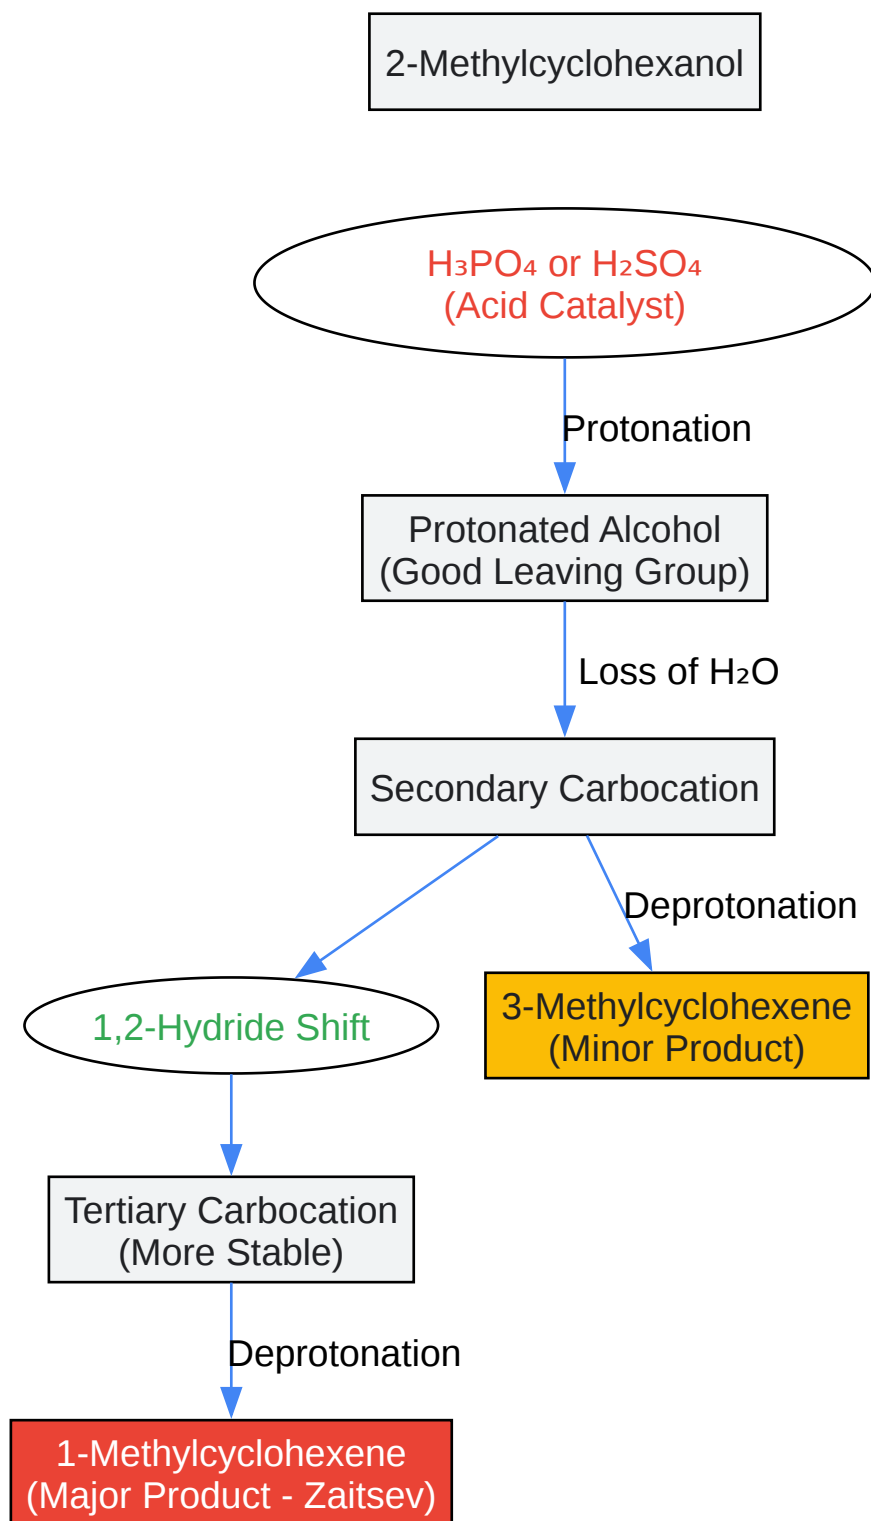 2-Methylcyclohexanol
H₃PO₄ or H₂SO₄
(Acid Catalyst)
Protonation
Protonated Alcohol
(Good Leaving Group)
Loss of H₂O
Secondary Carbocation
Deprotonation
1,2-Hydride Shift
3-Methylcyclohexene
(Minor Product)
Tertiary Carbocation
(More Stable)
Deprotonation
1-Methylcyclohexene
(Major Product - Zaitsev)